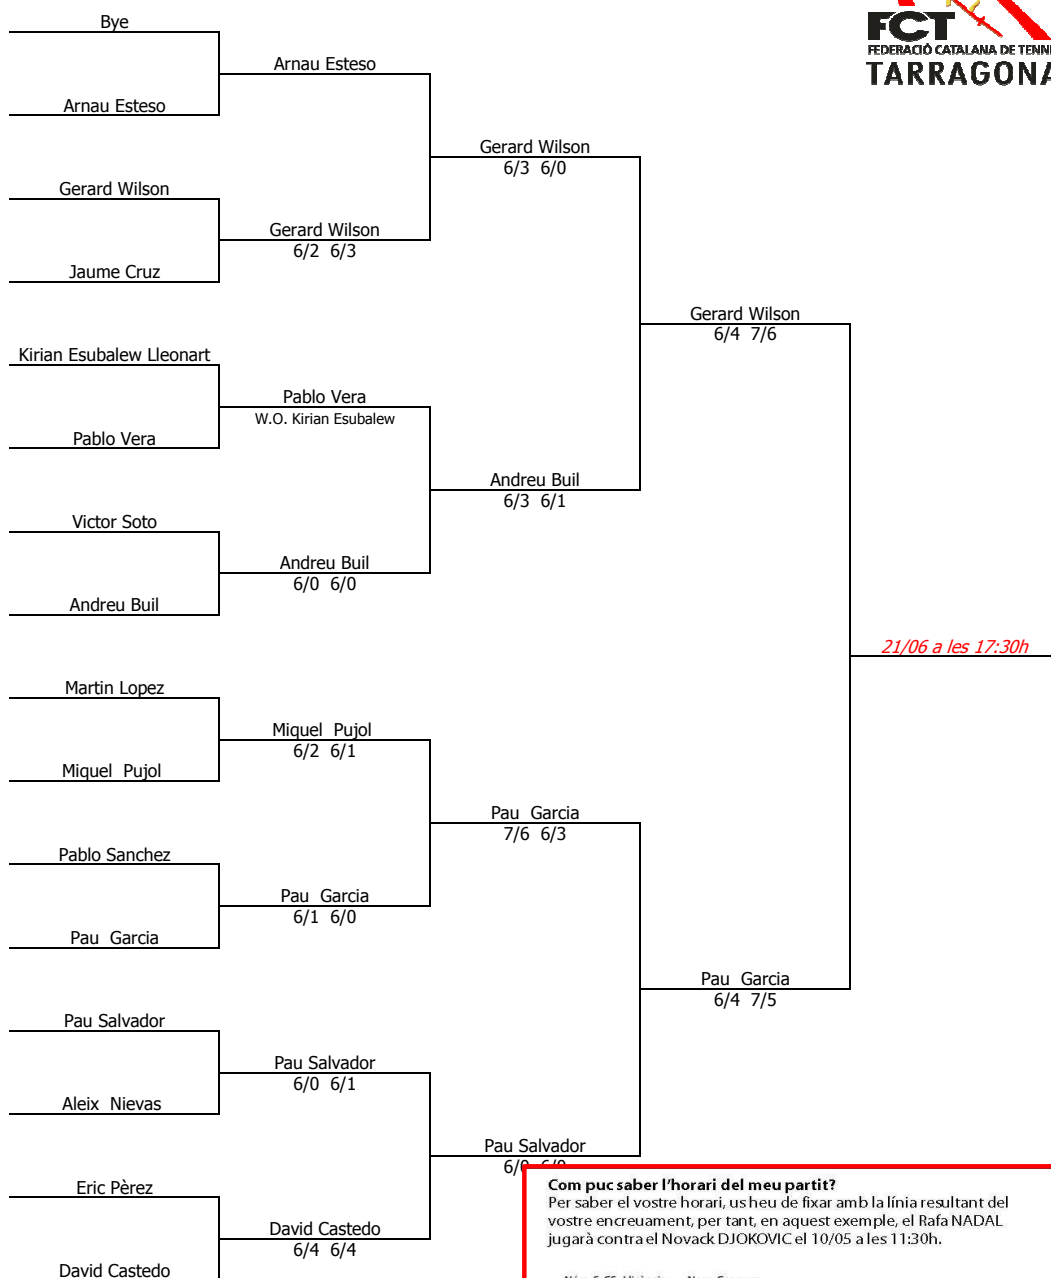 FCT
FEDERACIÓ CATALANA DE TENNI
TARRAGONA
Bye
Arnau Esteso
Arnau Esteso
Gerard Wilson
6/3 6/0
Gerard Wilson
Gerard Wilson
6/2 6/3
Jaume Cruz
Gerard Wilson
6/4 7/6
Kirian Esubalew Lleonart
Pablo Vera
W.O. Kirian Esubalew
Pablo Vera
Andreu Buil
6/3 6/1
Victor Soto
Andreu Buil
6/0 6/0
Andreu Buil
21/06 a les 17:30h
Martin Lopez
Miquel Pujol
6/2 6/1
Miquel Pujol
Pau Garcia
7/6 6/3
Pablo Sanchez
Pau Garcia
6/1 6/0
Pau Garcia
Pau Garcia
6/4 7/5
Pau Salvador
Pau Salvador
6/0 6/1
Aleix Nievas
Pau Salvador
Eric Pèrez
David Castedo
6/4 6/4
David Castedo
Com puc saber l'horari del meu partit?
Per saber el vostre horari, us heu de fixar amb la línia resultant del
vostre encreuament, per tant, en aquest exemple, el Rafa NADAL
jugarà contra el Novack DJOKOVIC el 10/05 a les 11:30h.